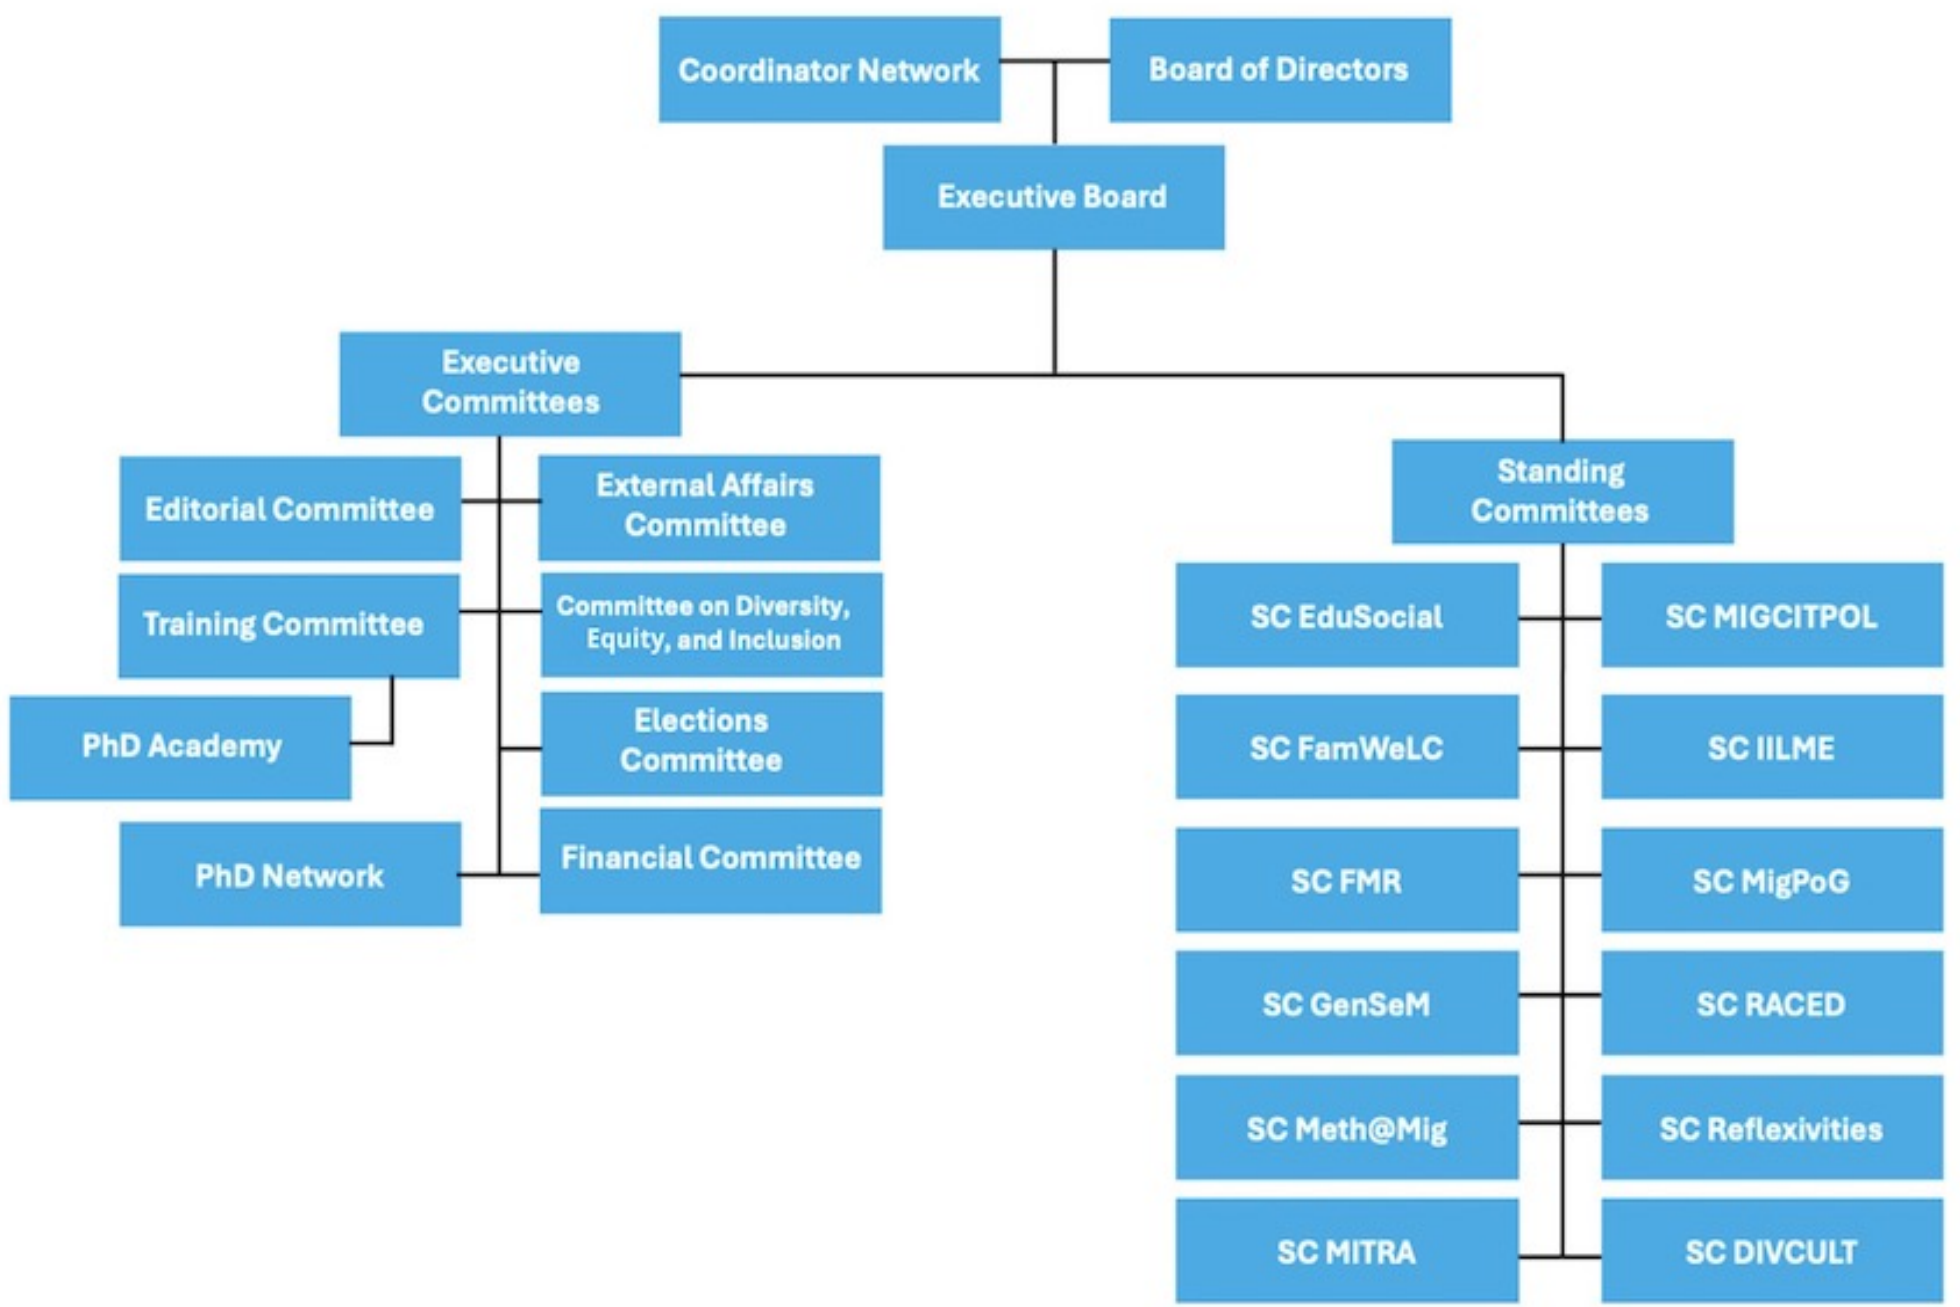 Coordinator Network
Board of Directors
Executive Board
Executive
Committees
Editorial Committee
External Affairs
Committee
Training Committee
Committee on Diversity,
Equity, and Inclusion
PhD Academy
Elections
Committee
PhD Network
Financial Committee
Standing
Committees
SC EduSocial
SC MIGCITPOL
SC FamWeLC
SC IILME
SC FMR
SC MigPoG
SC GenSeM
SC RACED
SC Meth@Mig
SC Reflexivities
SC MITRA
SC DIVCULT